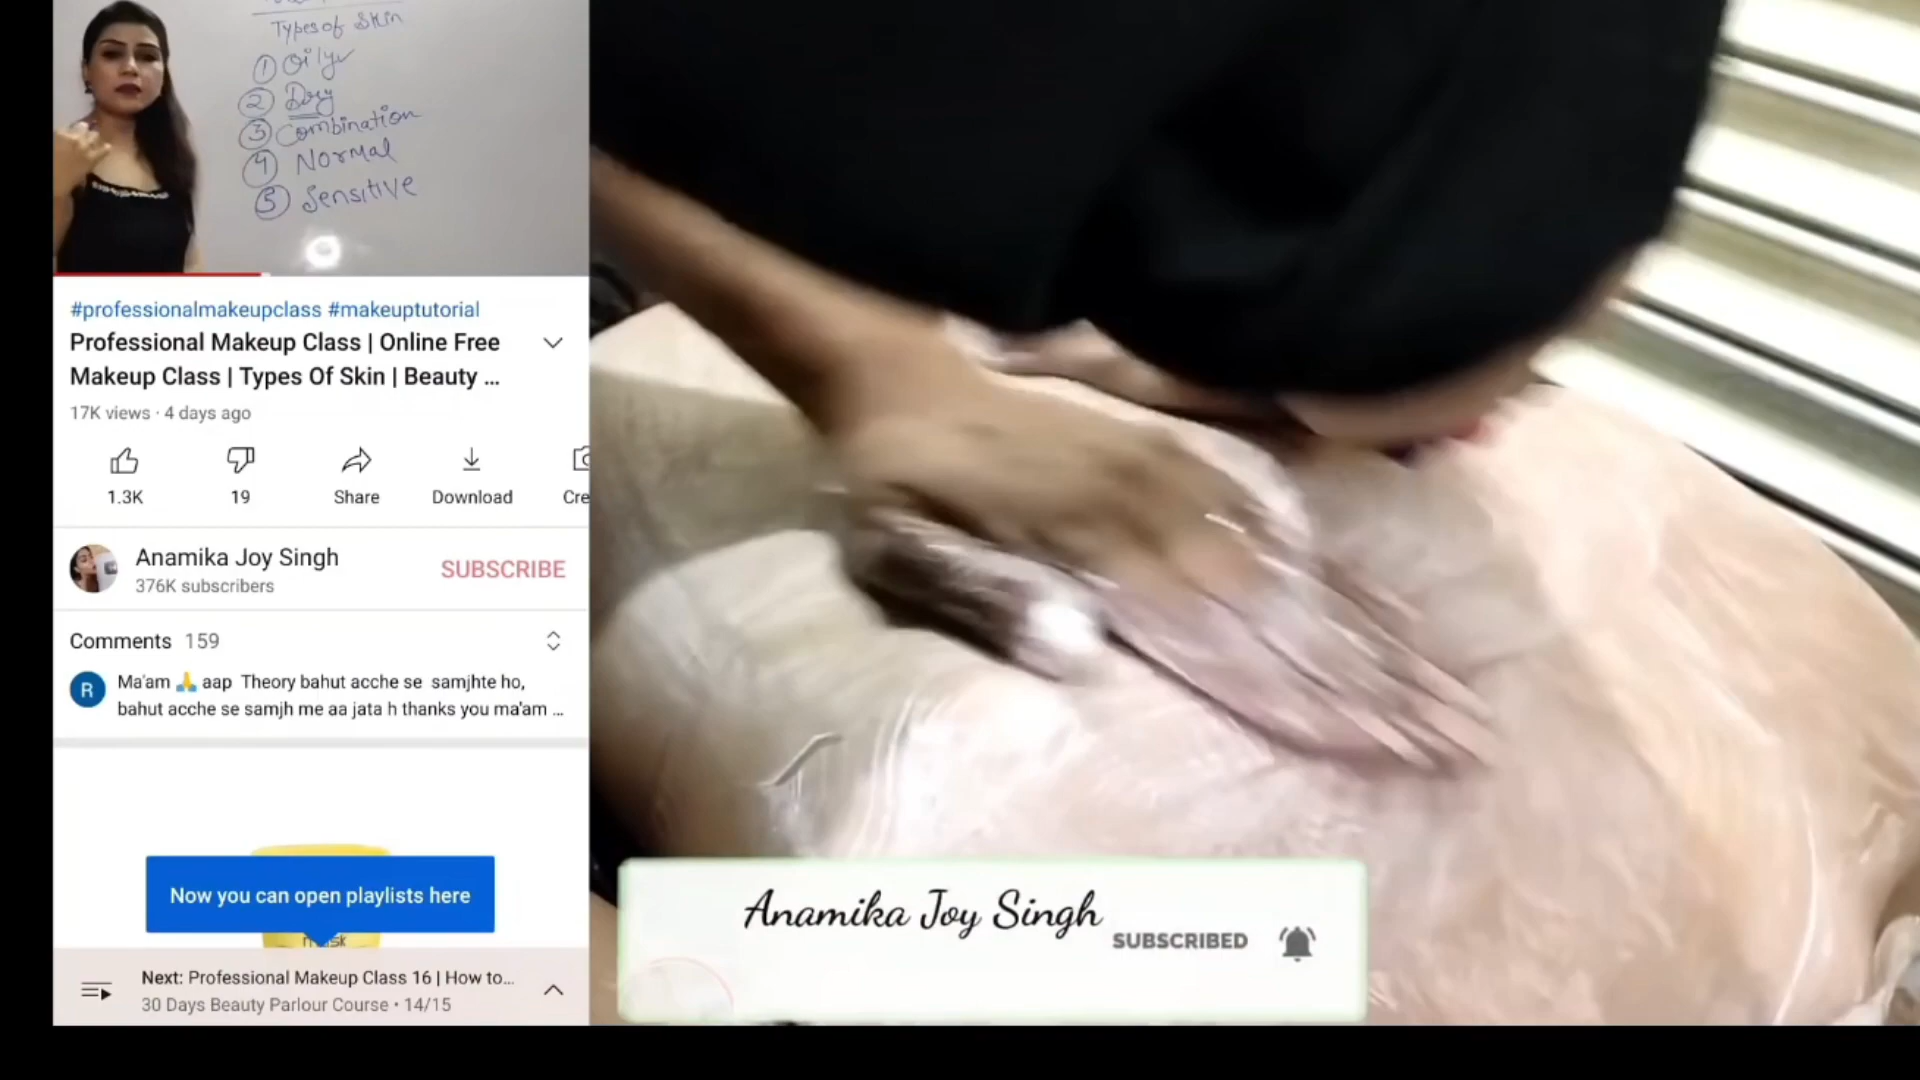 Types of Skin
① Oily
② Dry
③ Combination
④ Normal
⑤ Sensitive
#professionalmakeupclass #makeuptutorial
Professional Makeup Class | Online Free
Makeup Class | Types Of Skin | Beauty ...
17K views · 4 days ago
1.3K
19
Share
Download
Cre
Anamika Joy Singh
376K subscribers
SUBSCRIBE
Comments 159
R
Ma'am 🙏 aap Theory bahut acche se samjhte ho,
bahut acche se samjh me aa jata h thanks you ma'am ...
Now you can open playlists here
Next: Professional Makeup Class 16 | How to...
30 Days Beauty Parlour Course • 14/15
Anamika Joy Singh
SUBSCRIBED